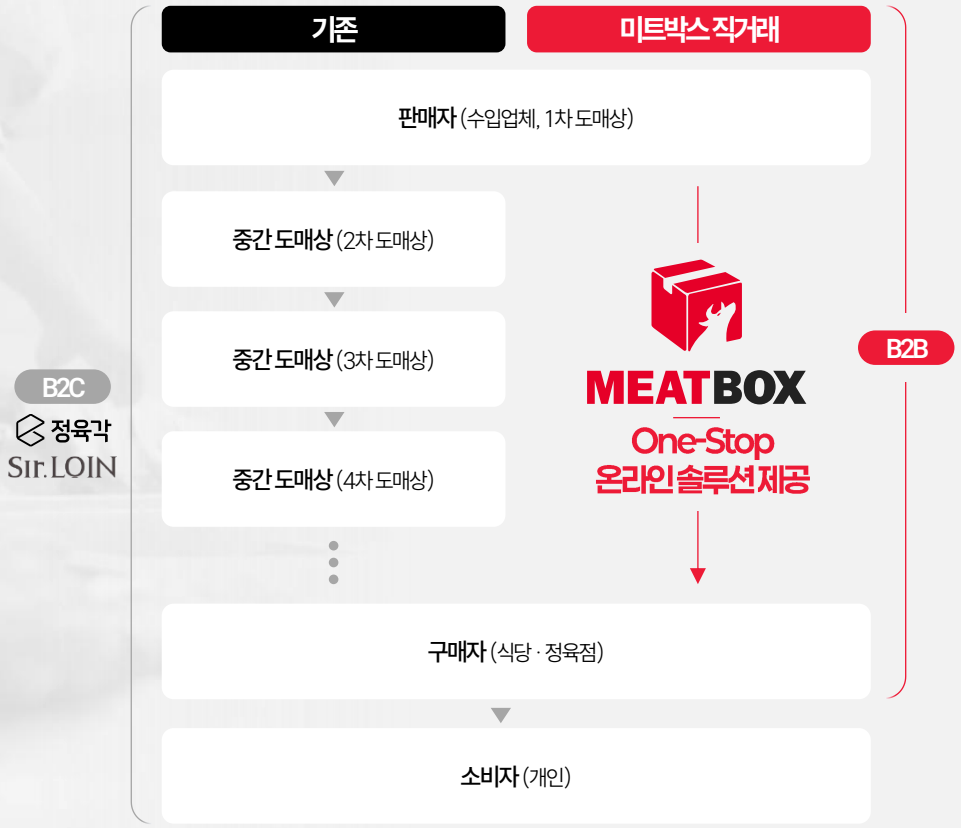 기존
미트박스 직거래
판매자 (수입업체, 1차 도매상)
중간 도매상 (2차 도매상)
중간 도매상 (3차 도매상)
중간 도매상 (4차 도매상)
B2C
정육각
Sir.LOIN
MEATBOX
One-Stop
온라인 솔루션 제공
B2B
구매자 (식당 · 정육점)
소비자 (개인)